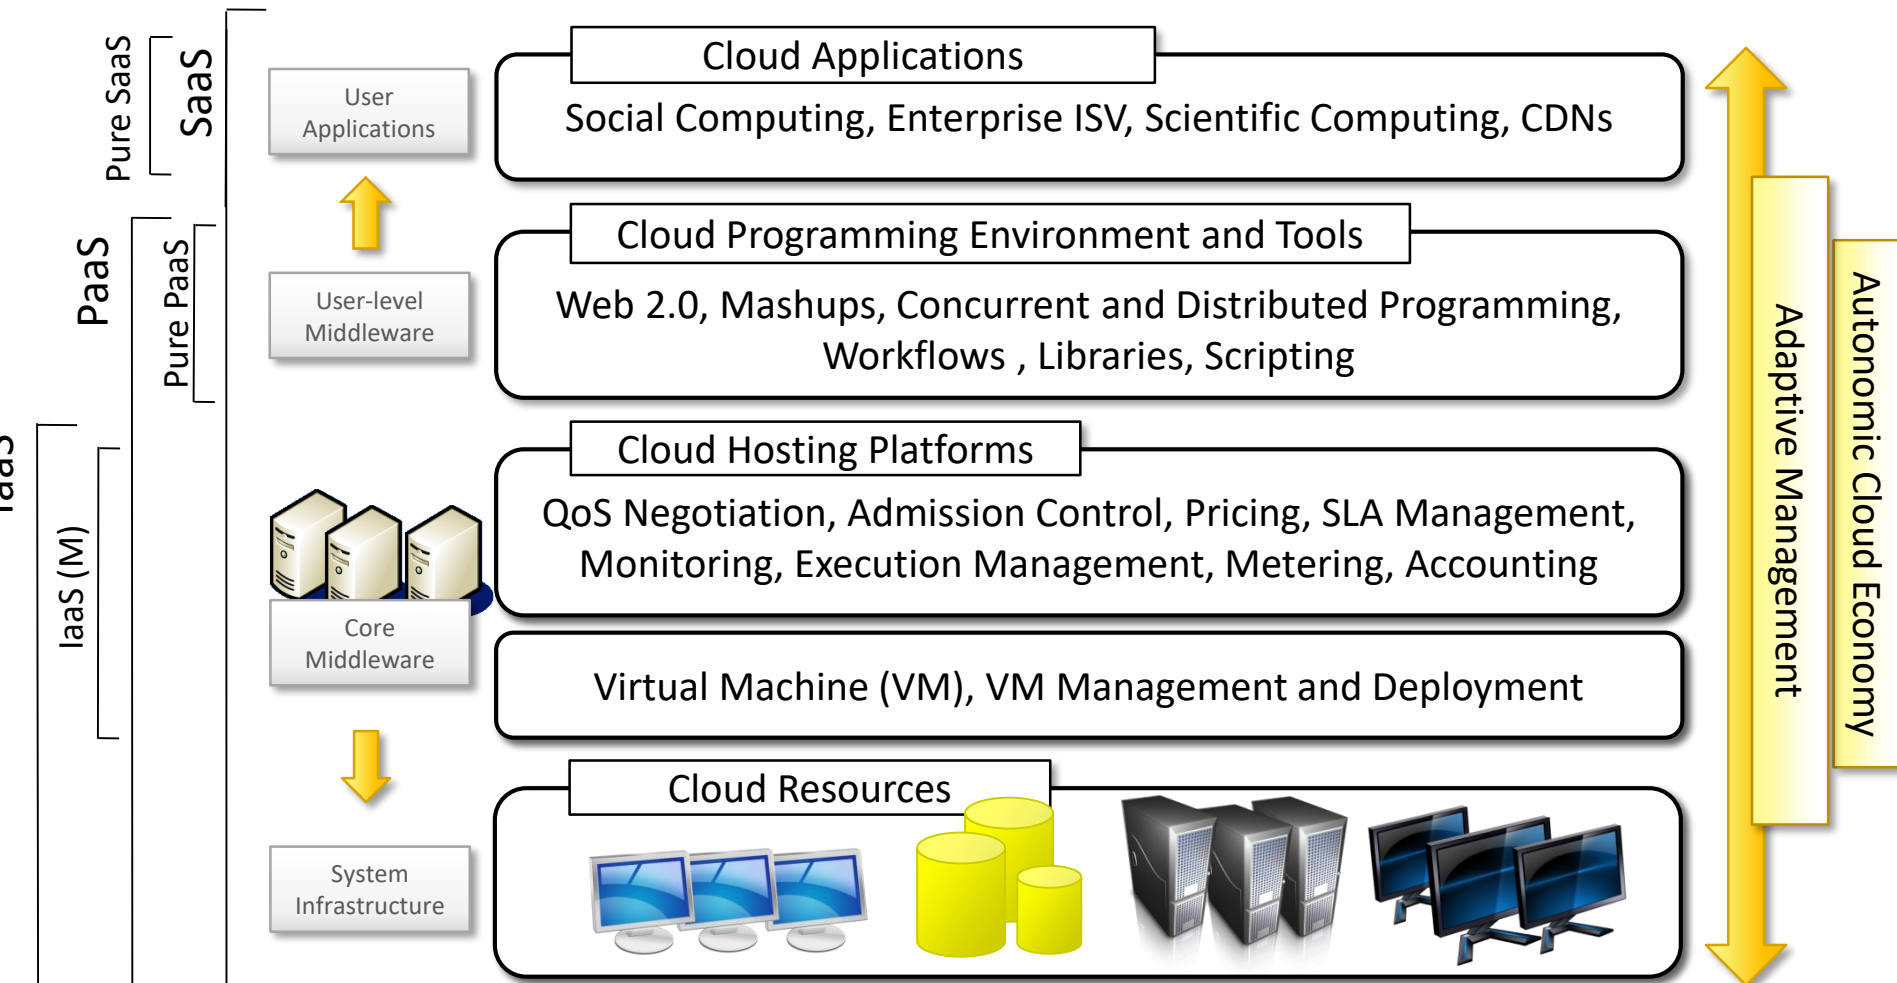 Pure SaaS
SaaS
User
Applications
Cloud Applications
Social Computing, Enterprise ISV, Scientific Computing, CDNs
PaaS
Pure PaaS
User-level
Middleware
Cloud Programming Environment and Tools
Web 2.0, Mashups, Concurrent and Distributed Programming,
Workflows , Libraries, Scripting
IaaS (M)
Core
Middleware
Cloud Hosting Platforms
QoS Negotiation, Admission Control, Pricing, SLA Management,
Monitoring, Execution Management, Metering, Accounting
Virtual Machine (VM), VM Management and Deployment
System
Infrastructure
Cloud Resources
Adaptive Management
Autonomic Cloud Economy